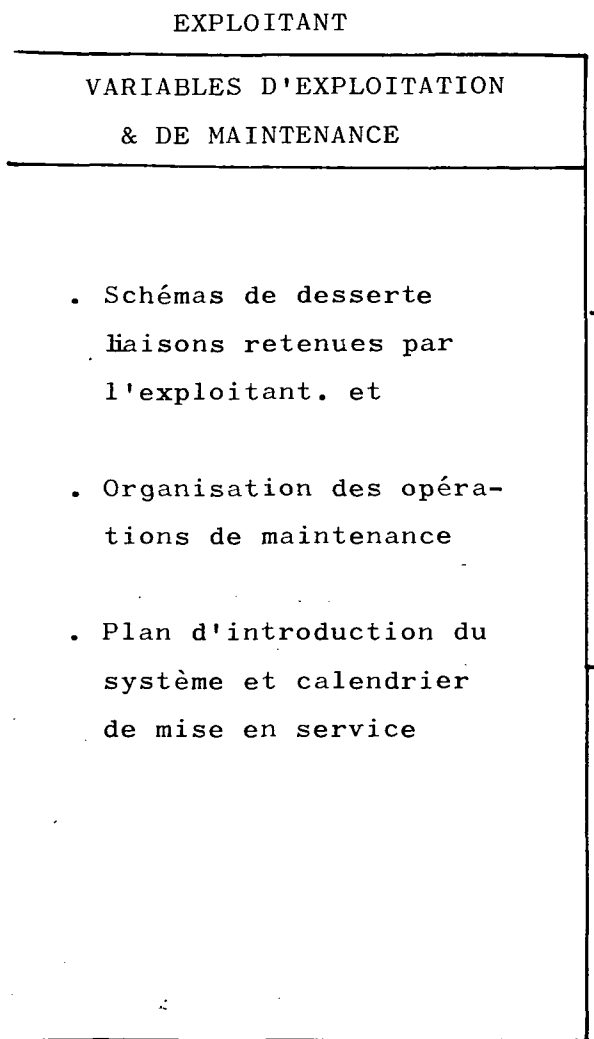 EXPLOITANT
VARIABLES D'EXPLOITATION
& DE MAINTENANCE
. Schémas de desserte
liaisons retenues par
l'exploitant. et
. Organisation des opéra-
tions de maintenance
. Plan d'introduction du
système et calendrier
de mise en service